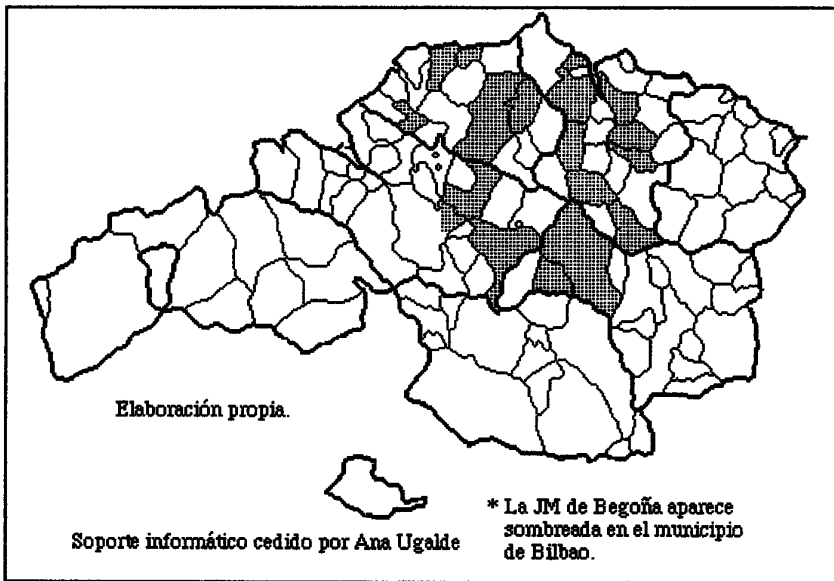 Elaboración propia.
* La JM de Begoña aparece
sombreada en el municipio
de Bilbao.
Soporte informático cedido por Ana Ugalde